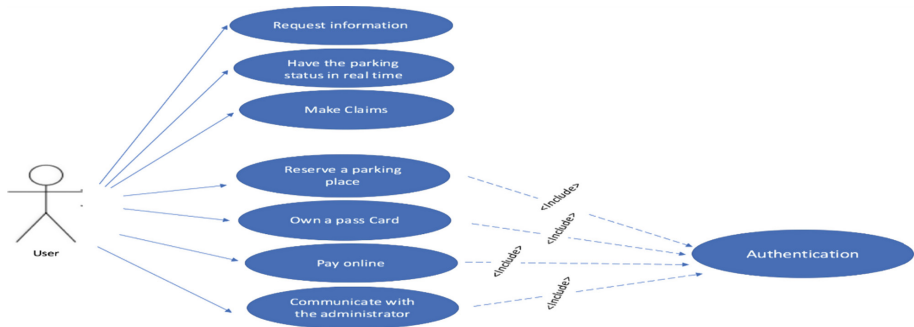 Request information
Have the parking
status in real time
Make Claims
Reserve a parking
place
<Include>
Own a pass Card
<Include>
User
Pay online
<Include>
Authentication
Communicate with
the administrator
<Include>